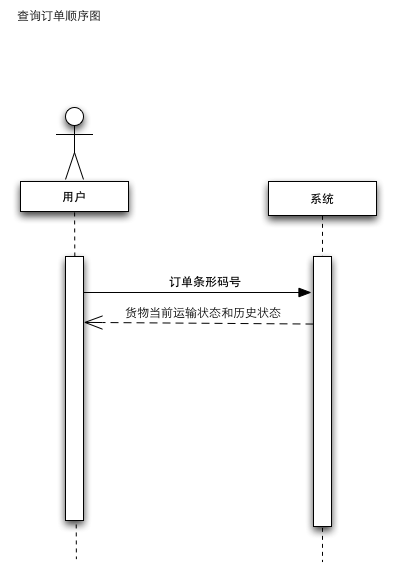 查询订单顺序图
用户
系统
订单条形码号
货物当前运输状态和历史状态